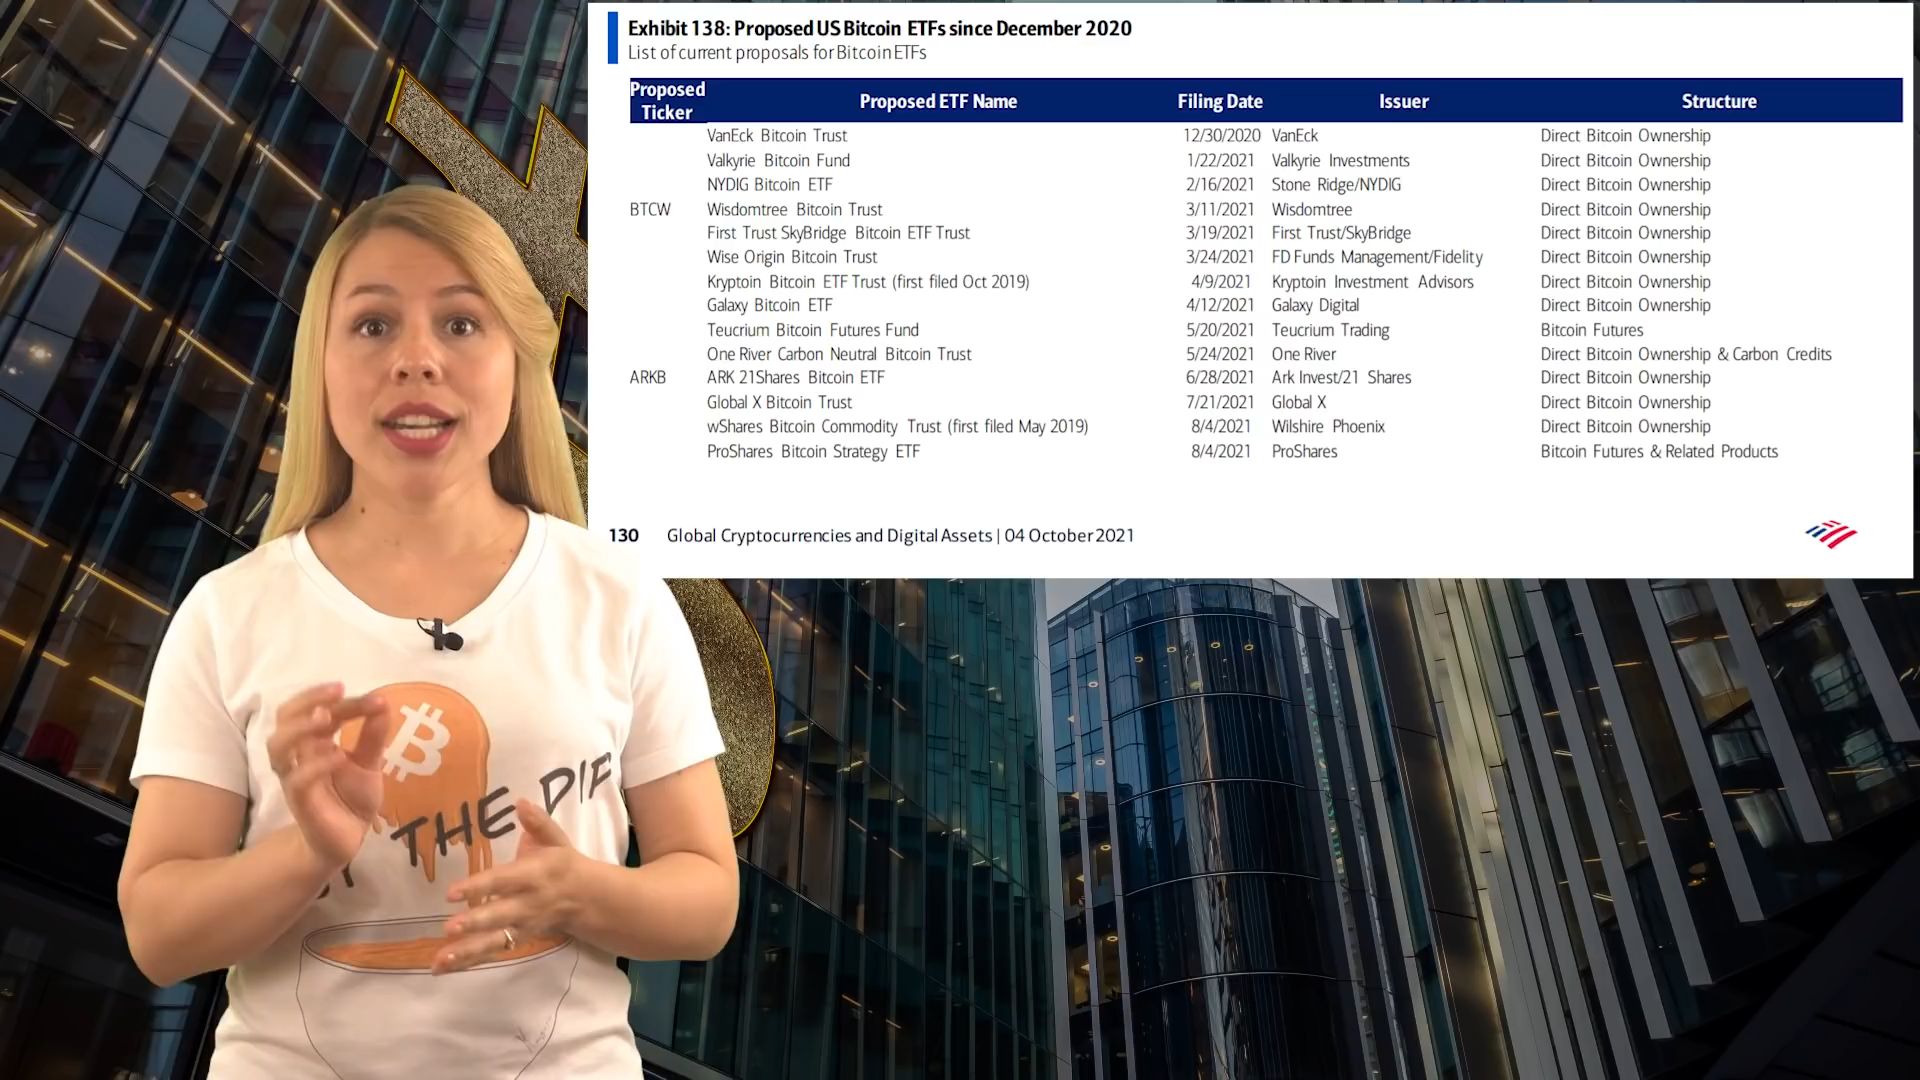 Exhibit 138: Proposed US Bitcoin ETFs since December 2020
List of current proposals for Bitcoin ETFs
Proposed Ticker Proposed ETF Name Filing Date Issuer Structure
VanEck Bitcoin Trust 12/30/2020 VanEck Direct Bitcoin Ownership
Valkyrie Bitcoin Fund 1/22/2021 Valkyrie Investments Direct Bitcoin Ownership
NYDIG Bitcoin ETF 2/16/2021 Stone Ridge/NYDIG Direct Bitcoin Ownership
BTCW Wisdomtree Bitcoin Trust 3/11/2021 Wisdomtree Direct Bitcoin Ownership
First Trust SkyBridge Bitcoin ETF Trust 3/19/2021 First Trust/SkyBridge Direct Bitcoin Ownership
Wise Origin Bitcoin Trust 3/24/2021 FD Funds Management/Fidelity Direct Bitcoin Ownership
Kryptoin Bitcoin ETF Trust (first filed Oct 2019) 4/9/2021 Kryptoin Investment Advisors Direct Bitcoin Ownership
Galaxy Bitcoin ETF 4/12/2021 Galaxy Digital Direct Bitcoin Ownership
Teucrium Bitcoin Futures Fund 5/20/2021 Teucrium Trading Bitcoin Futures
One River Carbon Neutral Bitcoin Trust 5/24/2021 One River Direct Bitcoin Ownership & Carbon Credits
ARKB ARK 21Shares Bitcoin ETF 6/28/2021 Ark Invest/21 Shares Direct Bitcoin Ownership
Global X Bitcoin Trust 7/21/2021 Global X Direct Bitcoin Ownership
wShares Bitcoin Commodity Trust (first filed May 2019) 8/4/2021 Wilshire Phoenix Direct Bitcoin Ownership
ProShares Bitcoin Strategy ETF 8/4/2021 ProShares Bitcoin Futures & Related Products
130 Global Cryptocurrencies and Digital Assets | 04 October 2021
THE DIP